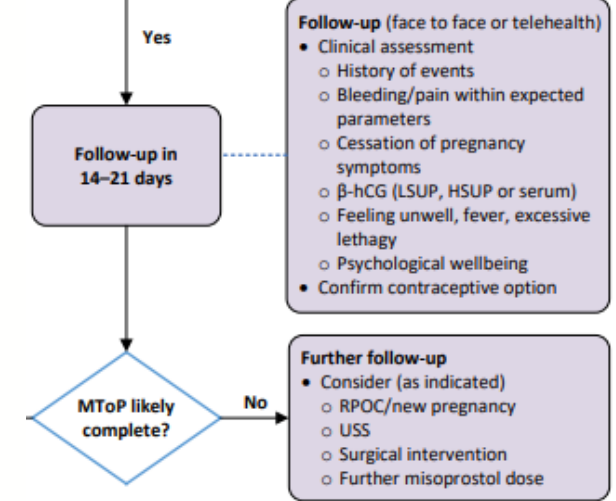 Yes
Follow-up in
14–21 days
Follow-up (face to face or telehealth)
• Clinical assessment
o History of events
o Bleeding/pain within expected
parameters
o Cessation of pregnancy
symptoms
o β-hCG (LSUP, HSUP or serum)
o Feeling unwell, fever, excessive
lethagy
o Psychological wellbeing
• Confirm contraceptive option
MToP likely
complete?
No
Further follow-up
• Consider (as indicated)
o RPOC/new pregnancy
o USS
o Surgical intervention
o Further misoprostol dose